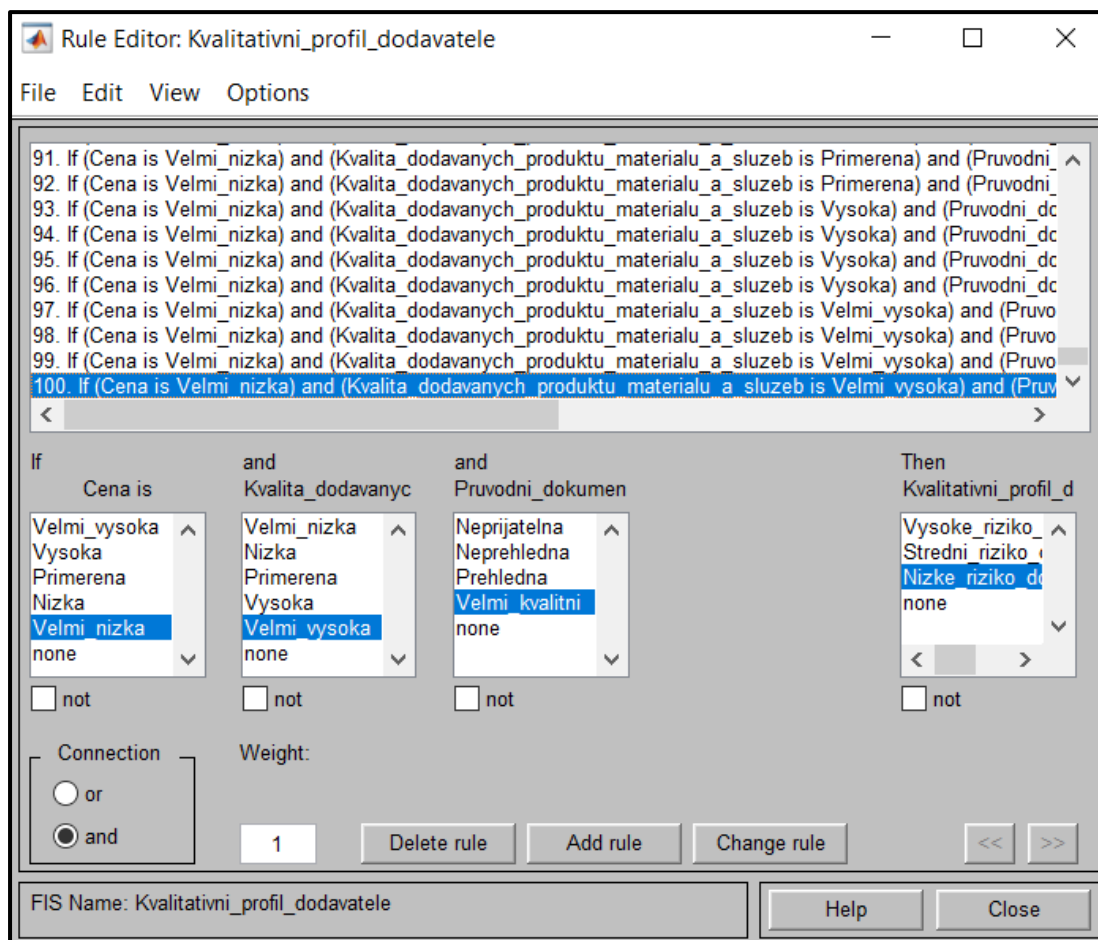 Rule Editor: Kvalitativni_profil_dodavatele
File Edit View Options
91. If (Cena is Velmi_nizka) and (Kvalita_dodavanych_produktu_materialu_a_sluzeb is Primerena) and (Pruvodni_
92. If (Cena is Velmi_nizka) and (Kvalita_dodavanych_produktu_materialu_a_sluzeb is Primerena) and (Pruvodni_
93. If (Cena is Velmi_nizka) and (Kvalita_dodavanych_produktu_materialu_a_sluzeb is Vysoka) and (Pruvodni_dc
94. If (Cena is Velmi_nizka) and (Kvalita_dodavanych_produktu_materialu_a_sluzeb is Vysoka) and (Pruvodni_dc
95. If (Cena is Velmi_nizka) and (Kvalita_dodavanych_produktu_materialu_a_sluzeb is Vysoka) and (Pruvodni_dc
96. If (Cena is Velmi_nizka) and (Kvalita_dodavanych_produktu_materialu_a_sluzeb is Vysoka) and (Pruvodni_dc
97. If (Cena is Velmi_nizka) and (Kvalita_dodavanych_produktu_materialu_a_sluzeb is Velmi_vysoka) and (Pruvo
98. If (Cena is Velmi_nizka) and (Kvalita_dodavanych_produktu_materialu_a_sluzeb is Velmi_vysoka) and (Pruvo
99. If (Cena is Velmi_nizka) and (Kvalita_dodavanych_produktu_materialu_a_sluzeb is Velmi_vysoka) and (Pruvo
100. If (Cena is Velmi_nizka) and (Kvalita_dodavanych_produktu_materialu_a_sluzeb is Velmi_vysoka) and (Pruv
If
Cena is
Velmi_vysoka
Vysoka
Primerena
Nizka
Velmi_nizka
none
not
and
Kvalita_dodavanyc
Velmi_nizka
Nizka
Primerena
Vysoka
Velmi_vysoka
none
not
and
Pruvodni_dokumen
Neprijatelna
Neprehledna
Prehledna
Velmi_kvalitni
none
not
Then
Kvalitativni_profil_d
Vysoke_riziko_
Stredni_riziko_
Nizke_riziko_do
none
not
Connection
or
and
Weight:
1
Delete rule
Add rule
Change rule
<<
>>
FIS Name: Kvalitativni_profil_dodavatele
Help
Close